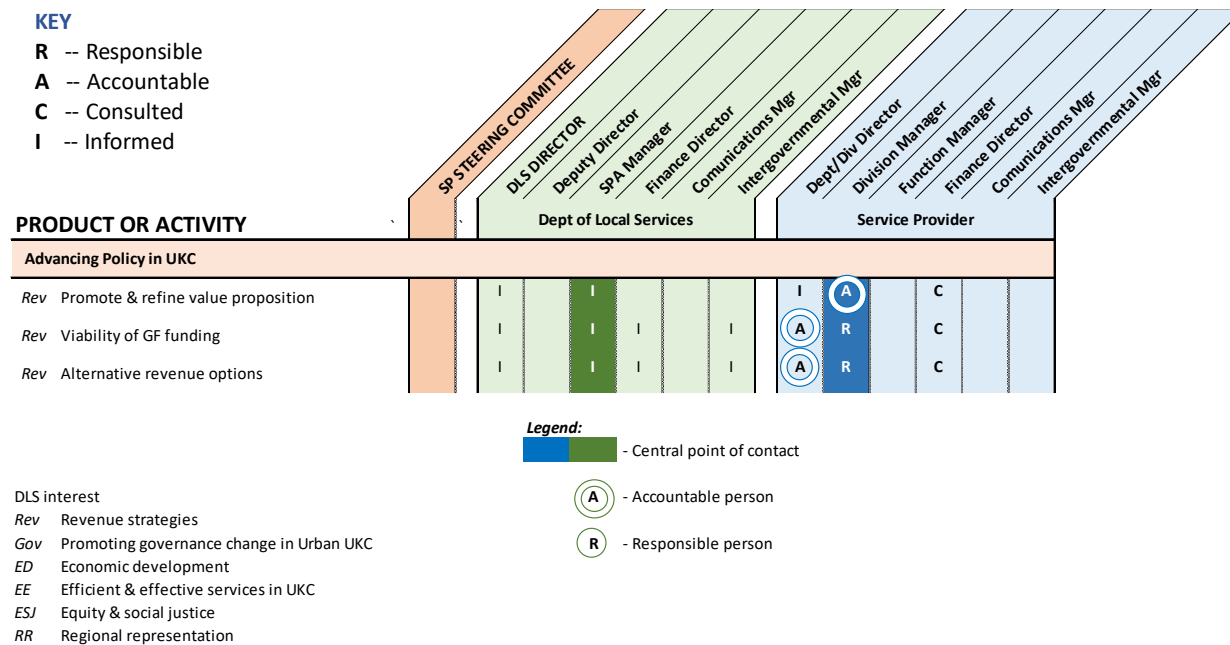 KEY
R -- Responsible
A -- Accountable
C -- Consulted
I -- Informed
SP STEERING COMMITTEE
DLS DIRECTOR
Deputy Director
SPA Manager
Finance Director
Comunications Mgr
Intergovernmental Mgr
Dept/Div Director
Division Manager
Function Manager
Finance Director
Comunications Mgr
Intergovernmental Mgr
PRODUCT OR ACTIVITY ` ` Dept of Local Services Service Provider
Advancing Policy in UKC
Rev Promote & refine value proposition I I I A C
Rev Viability of GF funding I I I I A R C
Rev Alternative revenue options I I I I A R C
Legend:
- Central point of contact
DLS interest
A - Accountable person
Rev Revenue strategies
Gov Promoting governance change in Urban UKC
R - Responsible person
ED Economic development
EE Efficient & effective services in UKC
ESJ Equity & social justice
RR Regional representation